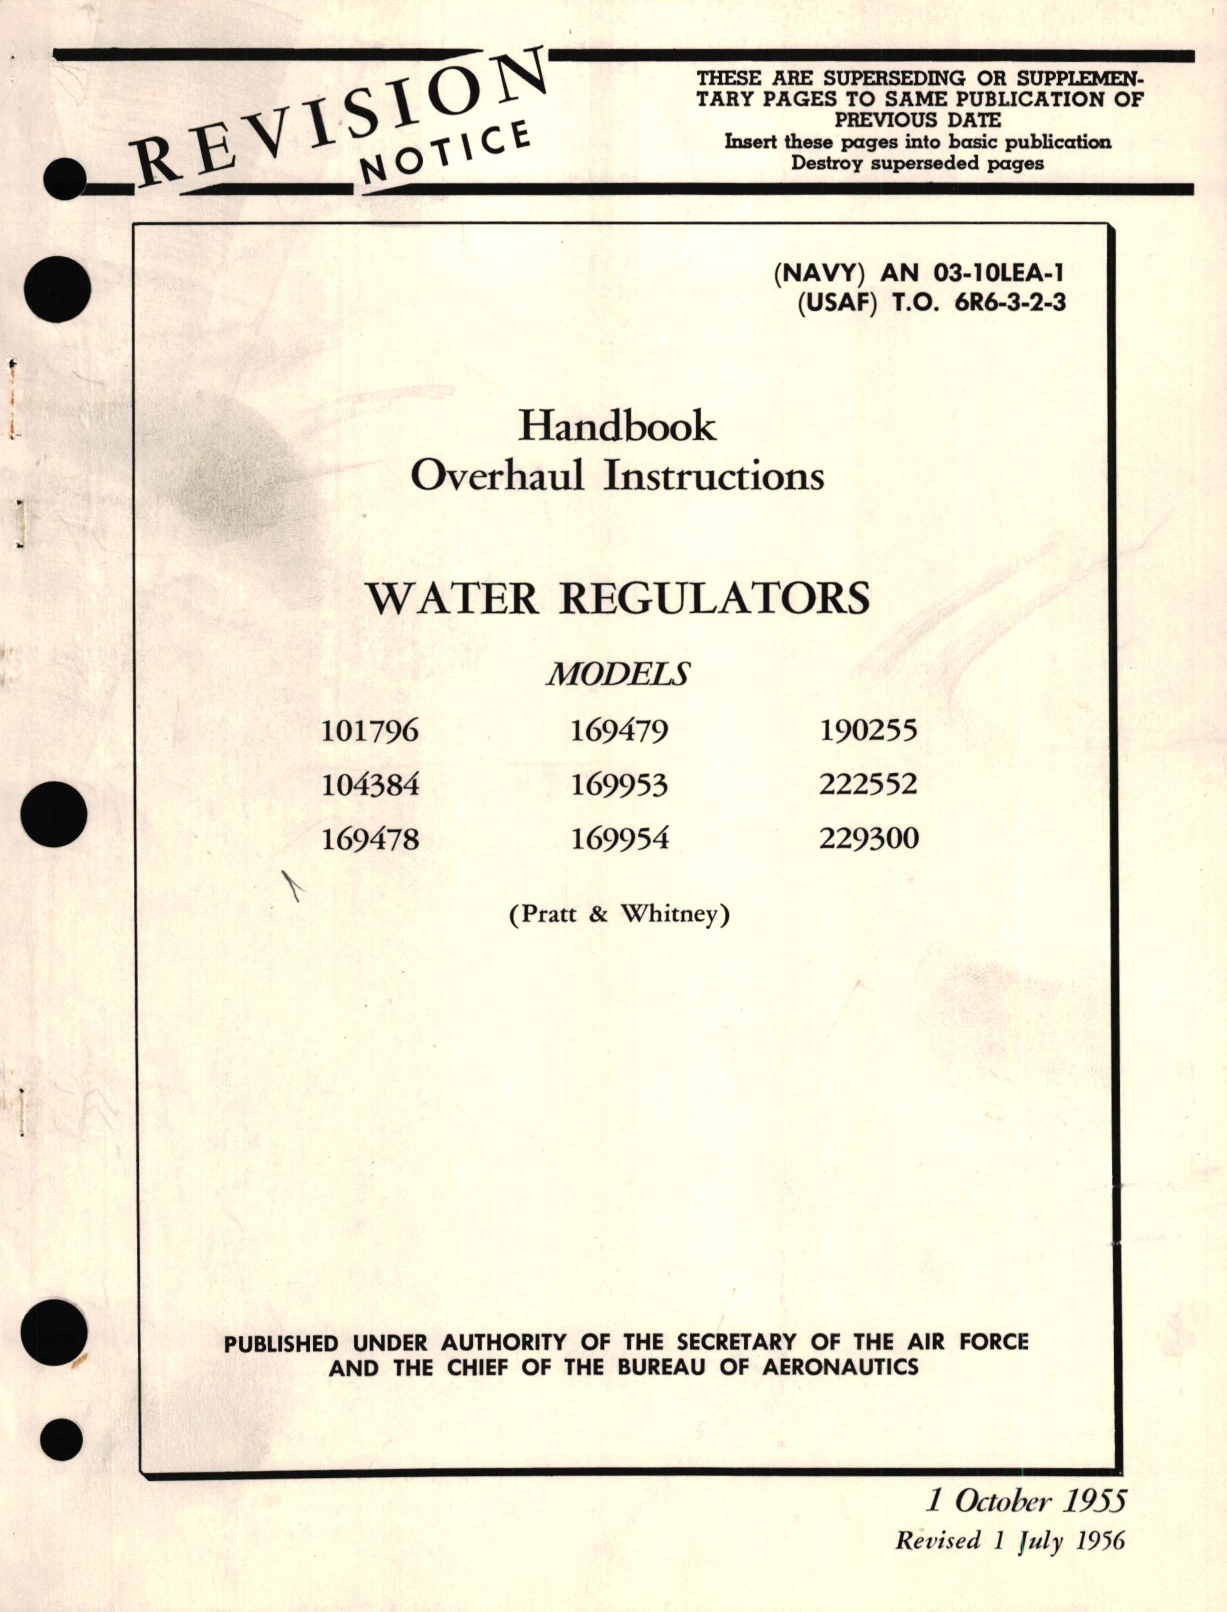 REVISION
NOTICE
THESE ARE SUPERSEDING OR SUPPLEMEN-
TARY PAGES TO SAME PUBLICATION OF
PREVIOUS DATE
Insert these pages into basic publication
Destroy superseded pages
(NAVY) AN 03-10LEA-1
(USAF) T.O. 6R6-3-2-3
Handbook
Overhaul Instructions
WATER REGULATORS
MODELS
101796 169479 190255
104384 169953 222552
169478 169954 229300
(Pratt & Whitney)
PUBLISHED UNDER AUTHORITY OF THE SECRETARY OF THE AIR FORCE
AND THE CHIEF OF THE BUREAU OF AERONAUTICS
1 October 1955
Revised 1 July 1956